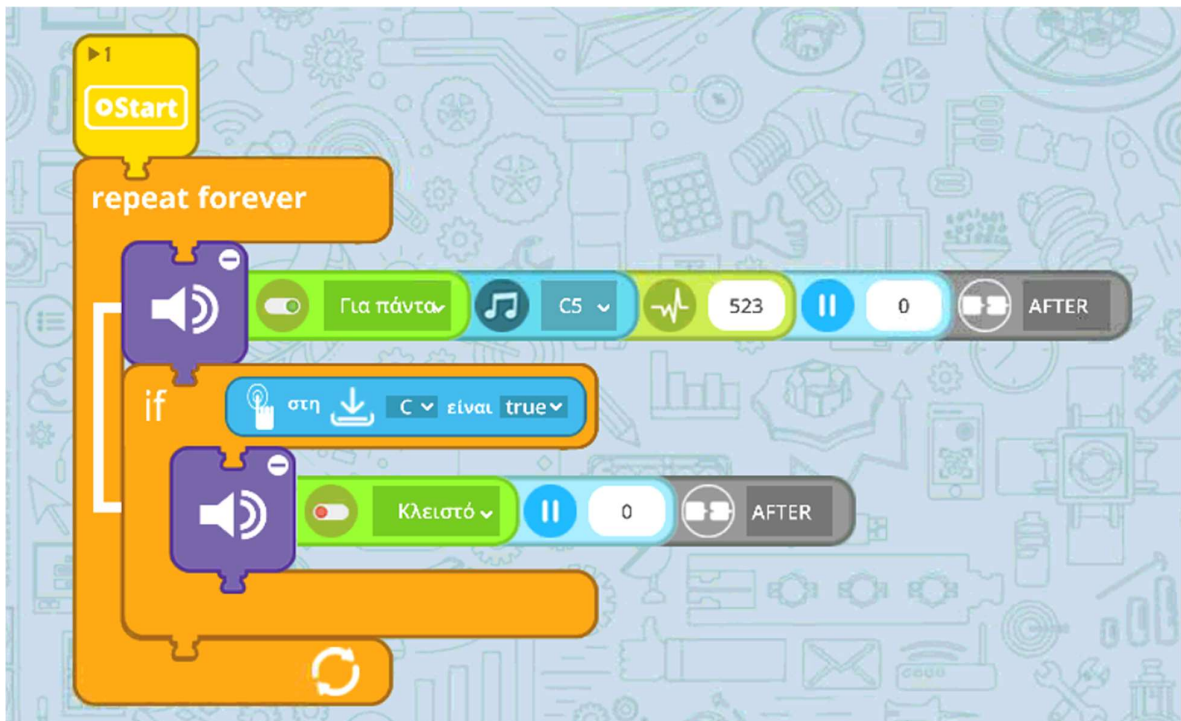 1
Start
repeat forever
Για πάντα C5 523 0 AFTER
if στη C είναι true
Κλειστό 0 AFTER